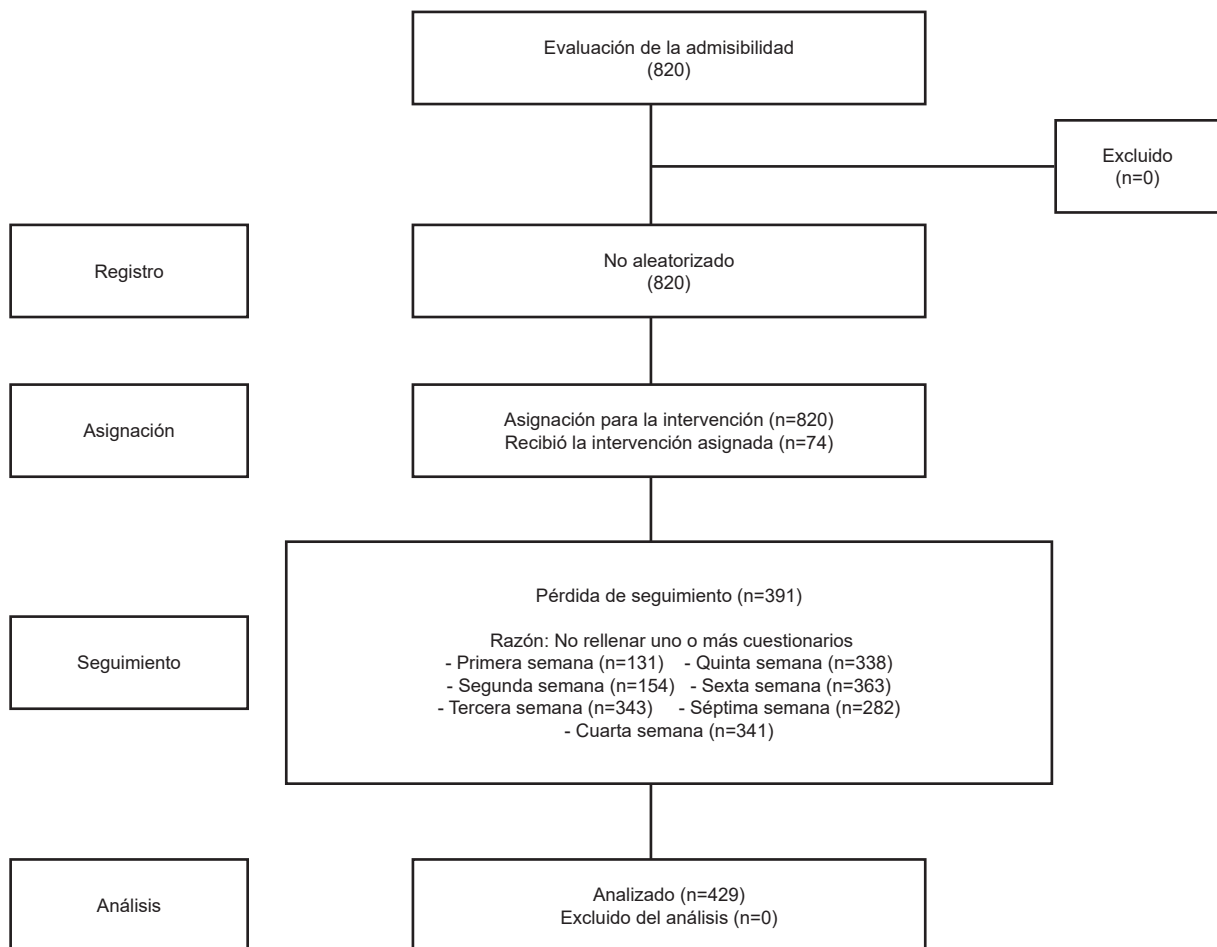 Evaluación de la admisibilidad
(820)
Excluido
(n=0)
Registro
No aleatorizado
(820)
Asignación
Asignación para la intervención (n=820)
Recibió la intervención asignada (n=74)
Seguimiento
Pérdida de seguimiento (n=391)
Razón: No rellenar uno o más cuestionarios
- Primera semana (n=131) - Quinta semana (n=338)
- Segunda semana (n=154) - Sexta semana (n=363)
- Tercera semana (n=343) - Séptima semana (n=282)
- Cuarta semana (n=341)
Análisis
Analizado (n=429)
Excluido del análisis (n=0)